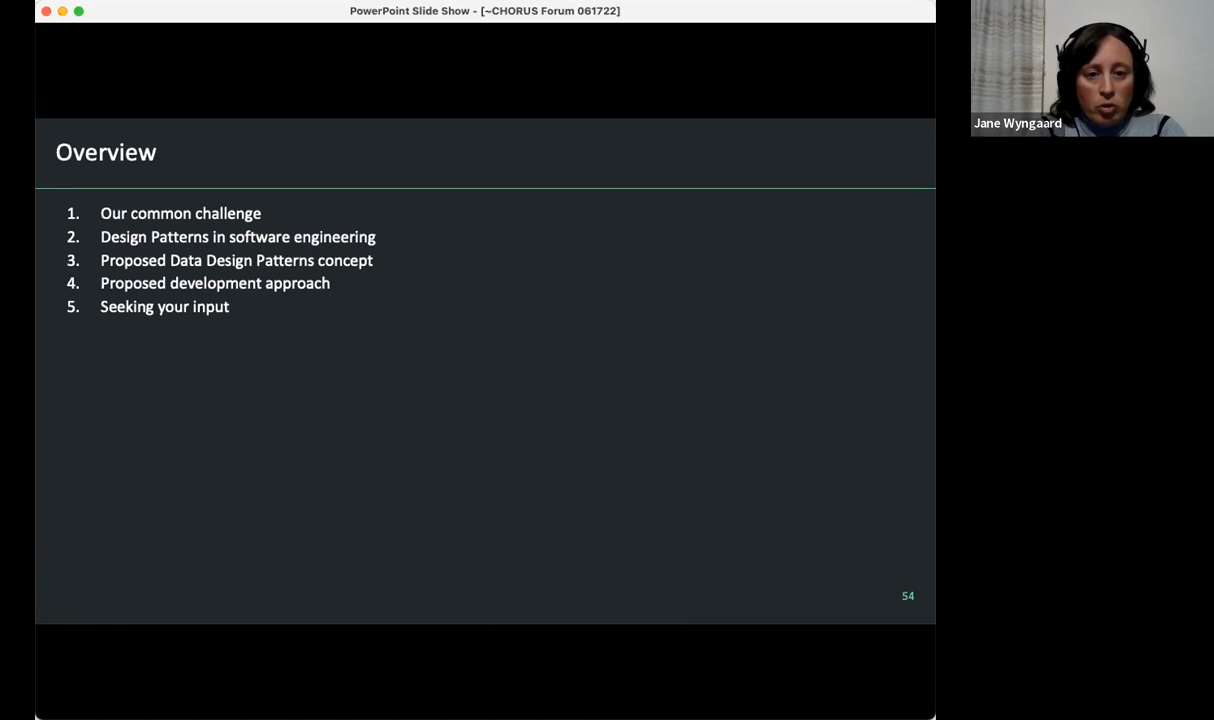 PowerPoint Slide Show - [~CHORUS Forum 061722]
Jane Wyngaard
Overview
1. Our common challenge
2. Design Patterns in software engineering
3. Proposed Data Design Patterns concept
4. Proposed development approach
5. Seeking your input
54